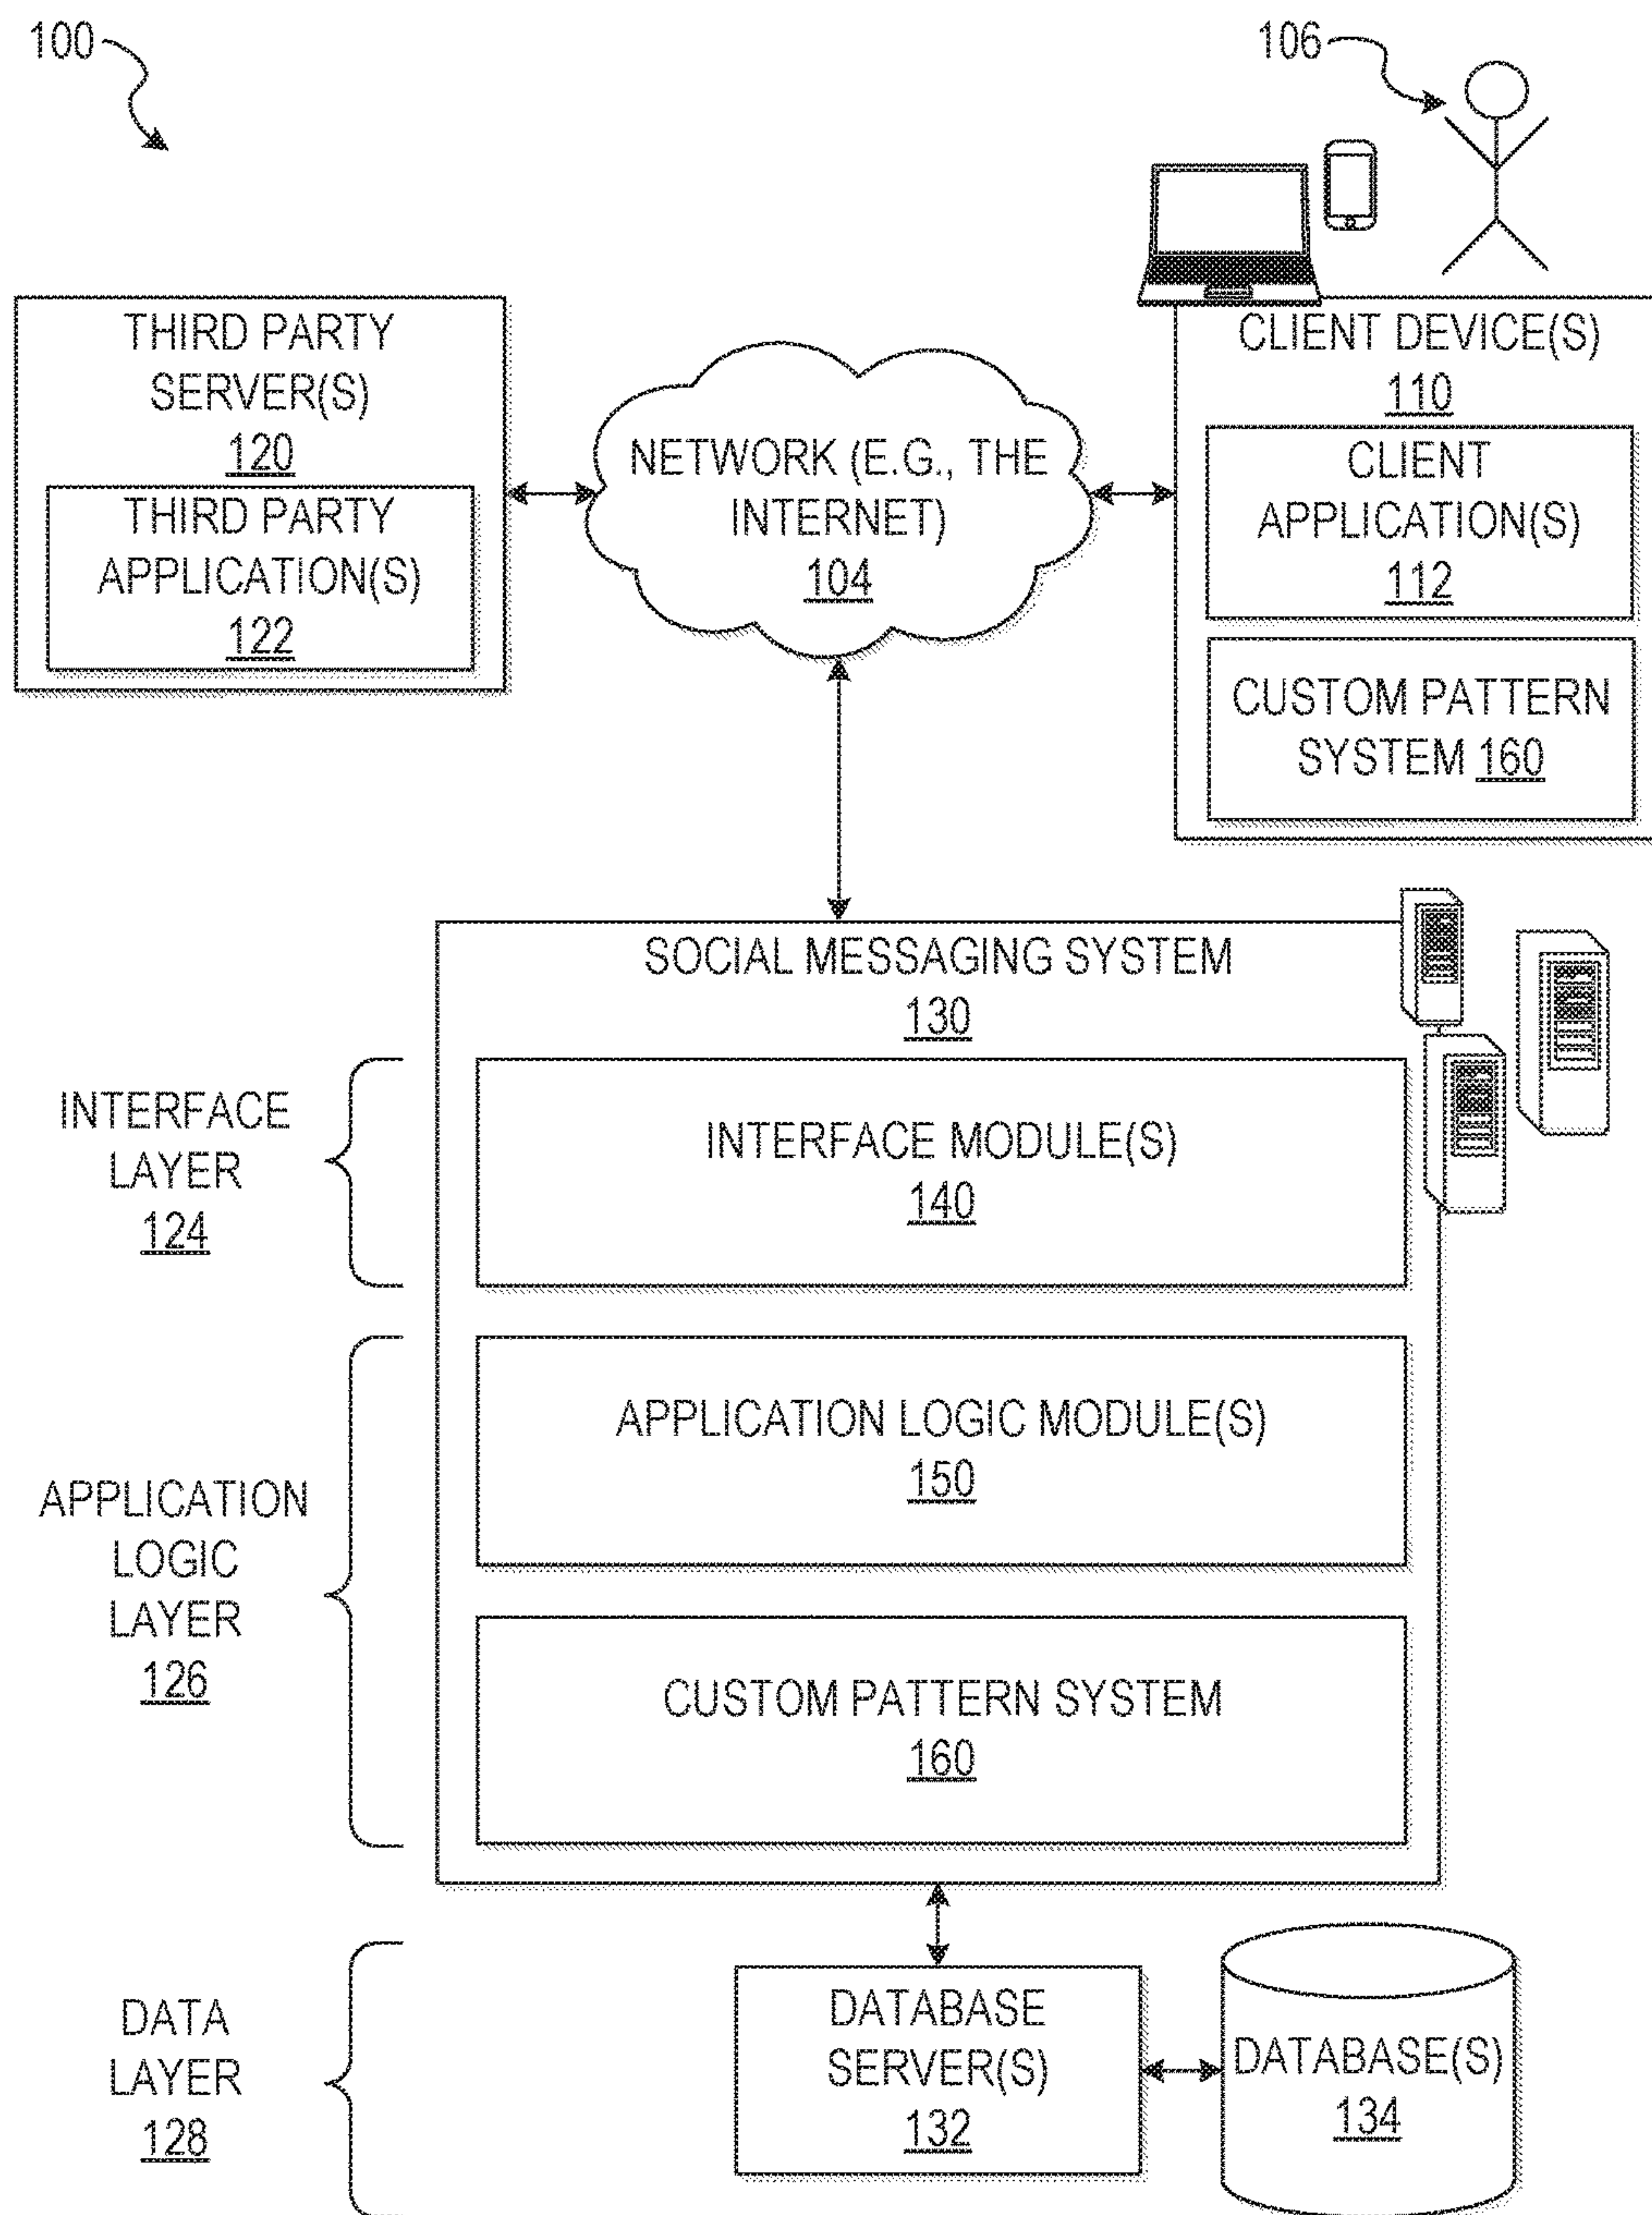 100
106
THIRD PARTY
SERVER(S)
120
THIRD PARTY
APPLICATION(S)
122
NETWORK (E.G., THE
INTERNET)
104
CLIENT DEVICE(S)
110
CLIENT
APPLICATION(S)
112
CUSTOM PATTERN
SYSTEM 160
SOCIAL MESSAGING SYSTEM
130
INTERFACE
LAYER
124
INTERFACE MODULE(S)
140
APPLICATION
LOGIC
LAYER
126
APPLICATION LOGIC MODULE(S)
150
CUSTOM PATTERN SYSTEM
160
DATA
LAYER
128
DATABASE
SERVER(S)
132
DATABASE(S)
134